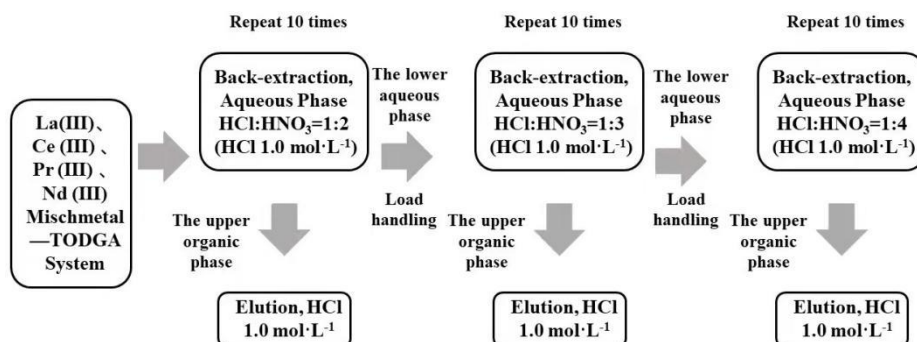 Repeat 10 times
Repeat 10 times
Repeat 10 times
La(III)、
Ce (III) 、
Pr (III) 、
Nd (III)
Mischmetal
—TODGA
System
Back-extraction,
Aqueous Phase
HCl:HNO₃=1:2
(HCl 1.0 mol·L⁻¹)
The lower
aqueous
phase
Load
handling
Back-extraction,
Aqueous Phase
HCl:HNO₃=1:3
(HCl 1.0 mol·L⁻¹)
The lower
aqueous
phase
Load
handling
Back-extraction,
Aqueous Phase
HCl:HNO₃=1:4
(HCl 1.0 mol·L⁻¹)
The upper
organic
phase
The upper
organic
phase
The upper
organic
phase
Elution, HCl
1.0 mol·L⁻¹
Elution, HCl
1.0 mol·L⁻¹
Elution, HCl
1.0 mol·L⁻¹